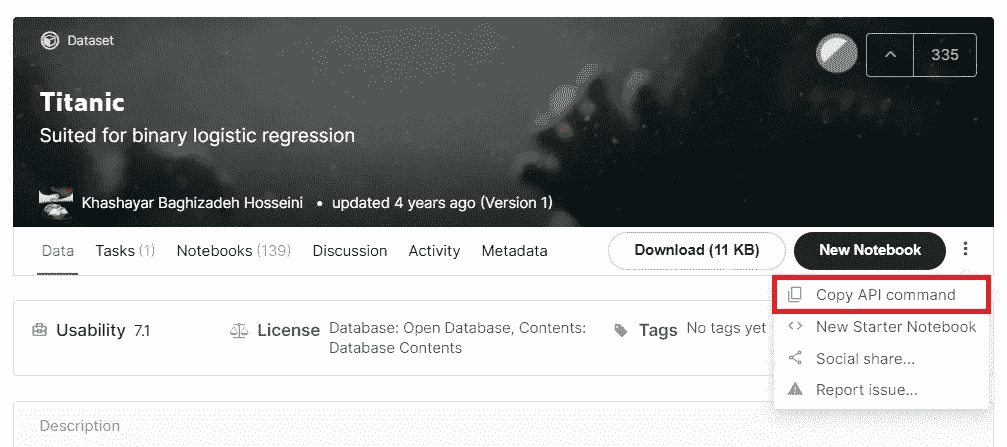 Dataset
335
Titanic
Suited for binary logistic regression
Khashayar Baghizadeh Hosseini • updated 4 years ago (Version 1)
Data Tasks (1) Notebooks (139) Discussion Activity Metadata Download (11 KB) New Notebook
Copy API command
New Starter Notebook
Social share...
Report issue...
Usability 7.1
License Database: Open Database, Contents:
Database Contents
Tags No tags yet
Description